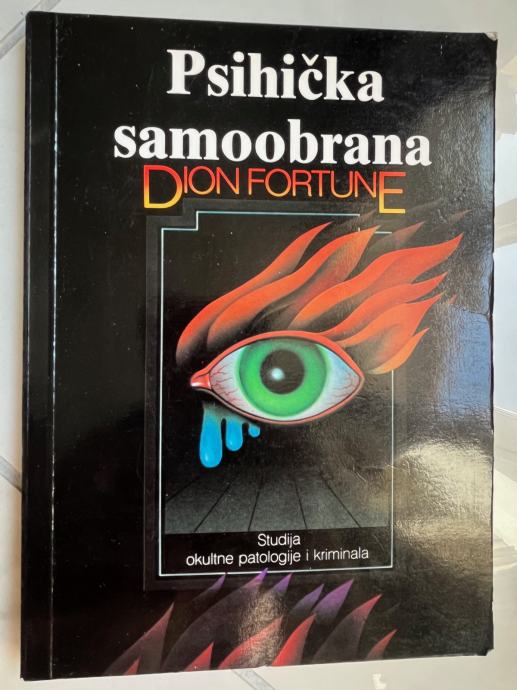 Psihička
samoobrana
DION FORTUNE
Studija
okultne patologije i kriminala